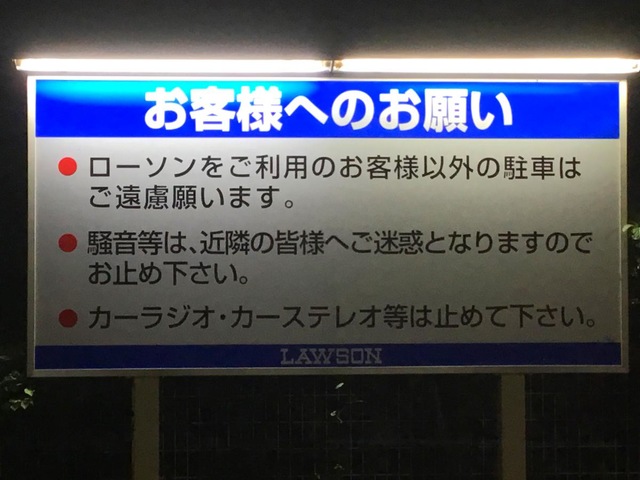 お客様へのお願い
● ローソンをご利用のお客様以外の駐車は
ご遠慮願います。
● 騒音等は、近隣の皆様へご迷惑となりますので
お止め下さい。
● カーラジオ・カーステレオ等は止めて下さい。
LAWSON